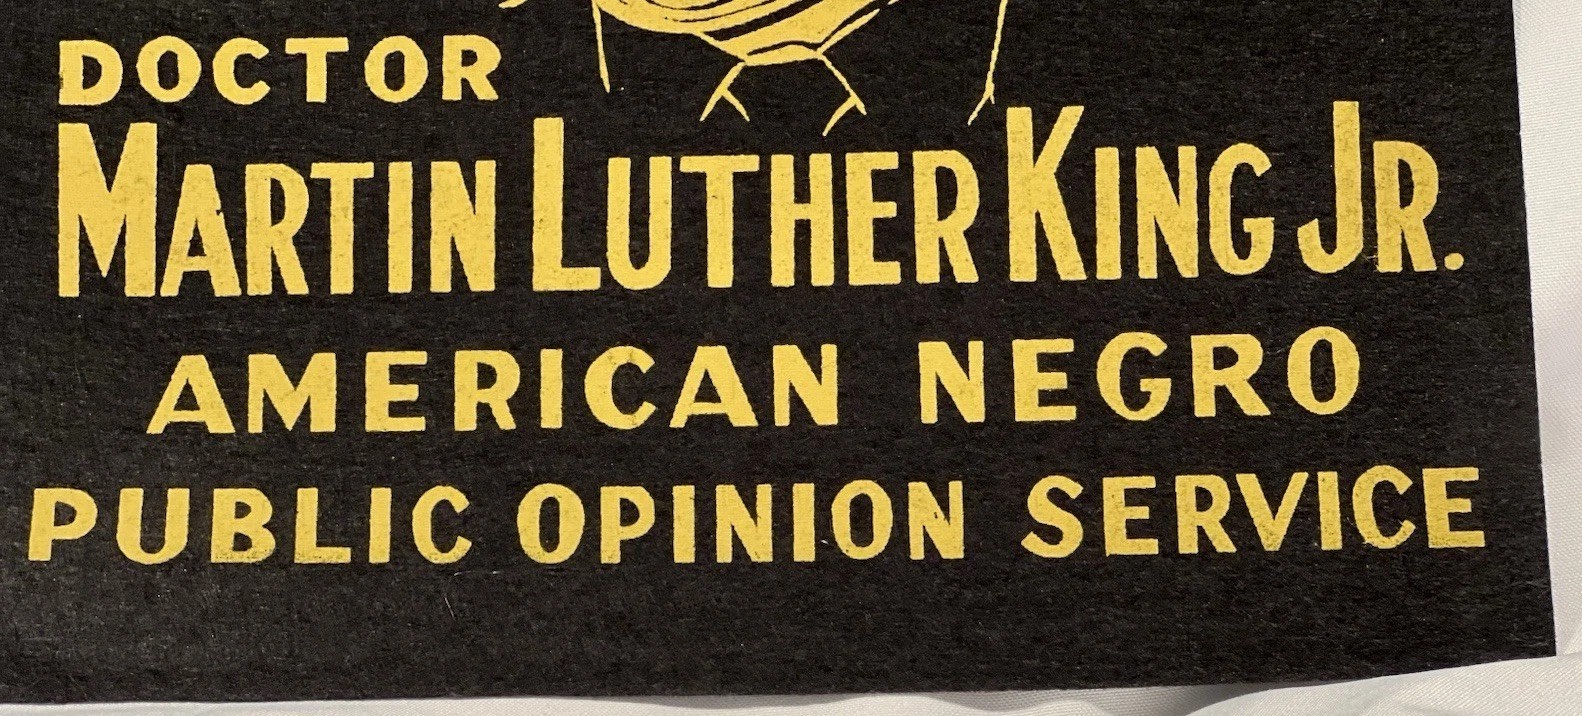 DOCTOR
MARTIN LUTHER KING JR.
AMERICAN NEGRO
PUBLIC OPINION SERVICE